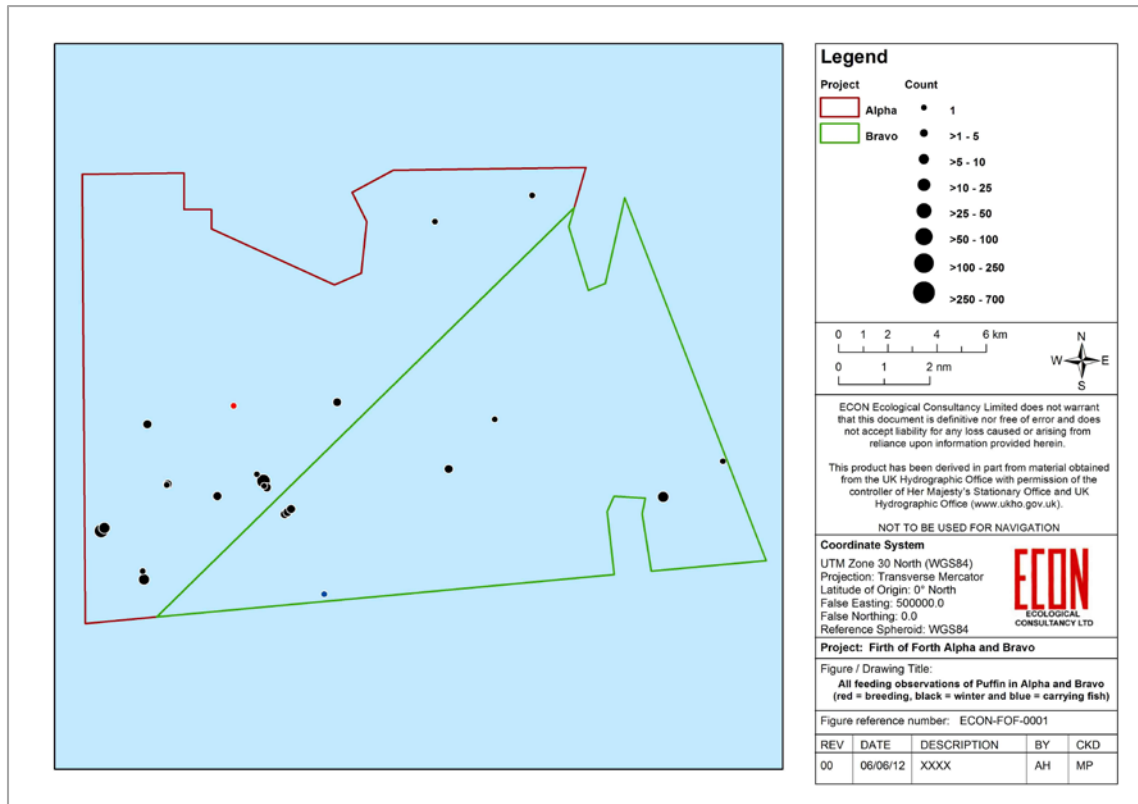 Legend
Project Count
Alpha
Bravo
1
>1 - 5
>5 - 10
>10 - 25
>25 - 50
>50 - 100
>100 - 250
>250 - 700
0 1 2 4 6 km
0 1 2 nm
N
W E
S
ECON Ecological Consultancy Limited does not warrant
that this document is definitive nor free of error and does
not accept liability for any loss caused or arising from
reliance upon information provided herein.
This product has been derived in part from material obtained
from the UK Hydrographic Office with permission of the
controller of Her Majesty's Stationary Office and UK
Hydrographic Office (www.ukho.gov.uk).
NOT TO BE USED FOR NAVIGATION
Coordinate System
UTM Zone 30 North (WGS84)
Projection: Transverse Mercator
Latitude of Origin: 0° North
False Easting: 500000.0
False Northing: 0.0
Reference Spheroid: WGS84
ECON
ECOLOGICAL
CONSULTANCY LTD
Project: Firth of Forth Alpha and Bravo
Figure / Drawing Title:
All feeding observations of Puffin in Alpha and Bravo
(red = breeding, black = winter and blue = carrying fish)
Figure reference number: ECON-FOF-0001
REV DATE DESCRIPTION BY CKD
00 06/06/12 XXXX AH MP